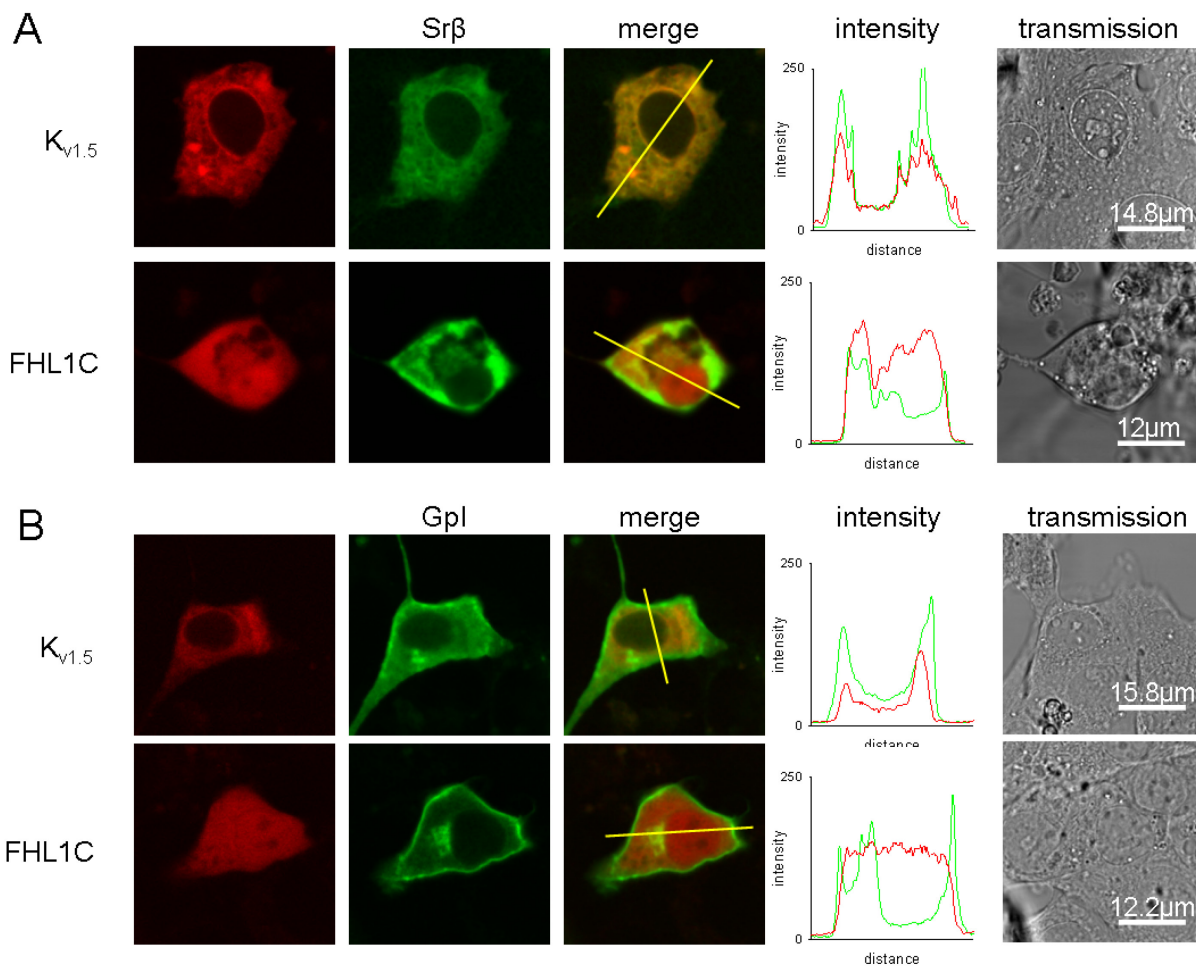 A
Srβ merge intensity transmission
Kv1.5
250
intensity
0
distance
14.8µm
FHL1C
250
intensity
0
distance
12µm
B
GpI merge intensity transmission
Kv1.5
250
intensity
0
distance
15.8µm
FHL1C
250
intensity
0
distance
12.2µm